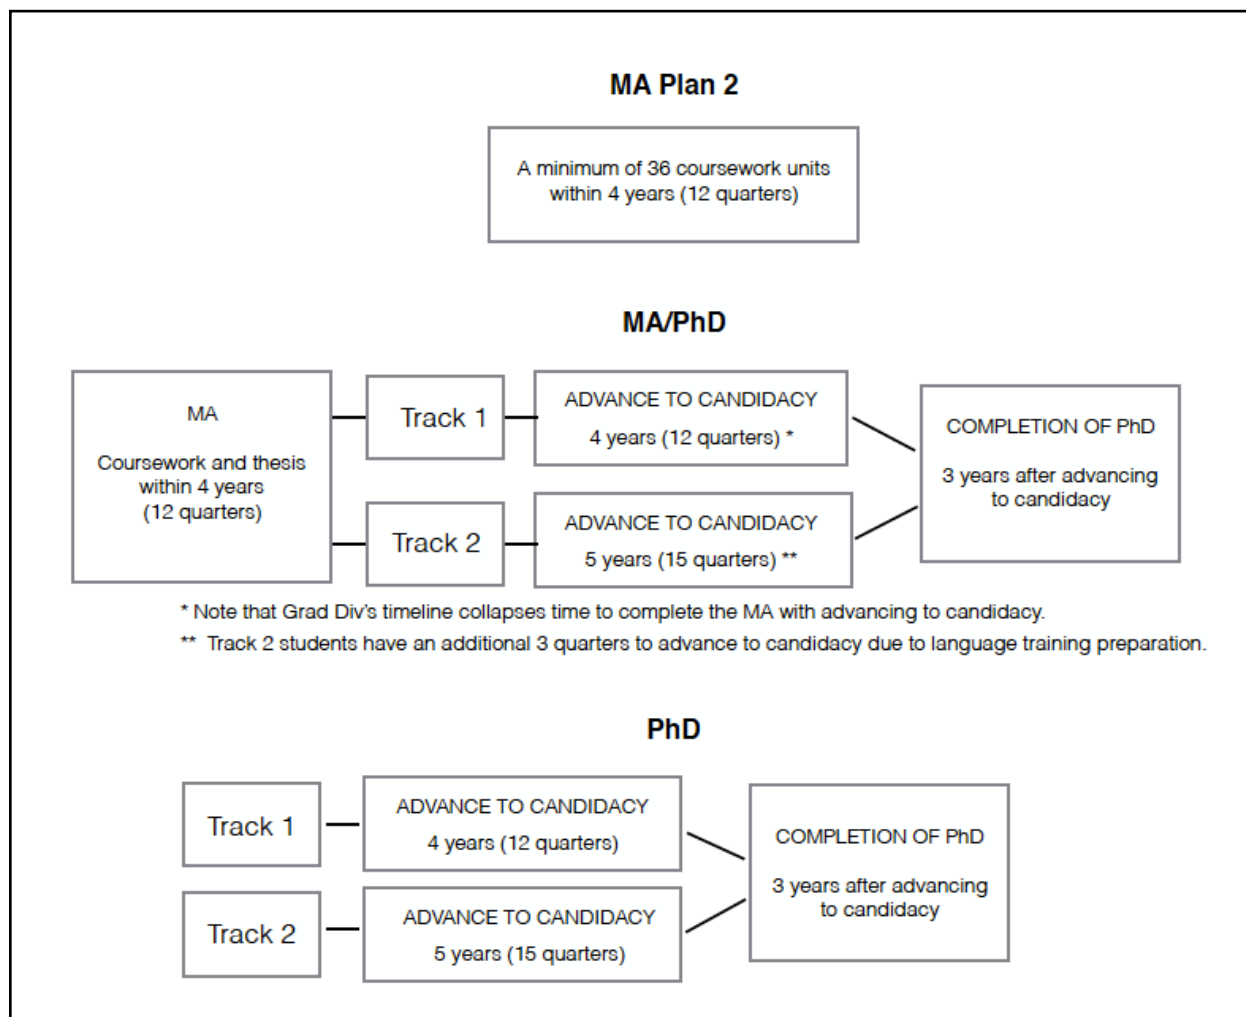 MA Plan 2
A minimum of 36 coursework units
within 4 years (12 quarters)
MA/PhD
MA
Coursework and thesis
within 4 years
(12 quarters)
Track 1
ADVANCE TO CANDIDACY
4 years (12 quarters) *
Track 2
ADVANCE TO CANDIDACY
5 years (15 quarters) **
COMPLETION OF PhD
3 years after advancing
to candidacy
* Note that Grad Div's timeline collapses time to complete the MA with advancing to candidacy.
** Track 2 students have an additional 3 quarters to advance to candidacy due to language training preparation.
PhD
Track 1
ADVANCE TO CANDIDACY
4 years (12 quarters)
Track 2
ADVANCE TO CANDIDACY
5 years (15 quarters)
COMPLETION OF PhD
3 years after advancing
to candidacy